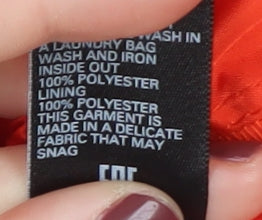 WASH IN
A LAUNDRY BAG
WASH AND IRON
INSIDE OUT
100% POLYESTER
LINING
100% POLYESTER
THIS GARMENT IS
MADE IN A DELICATE
FABRIC THAT MAY
SNAG